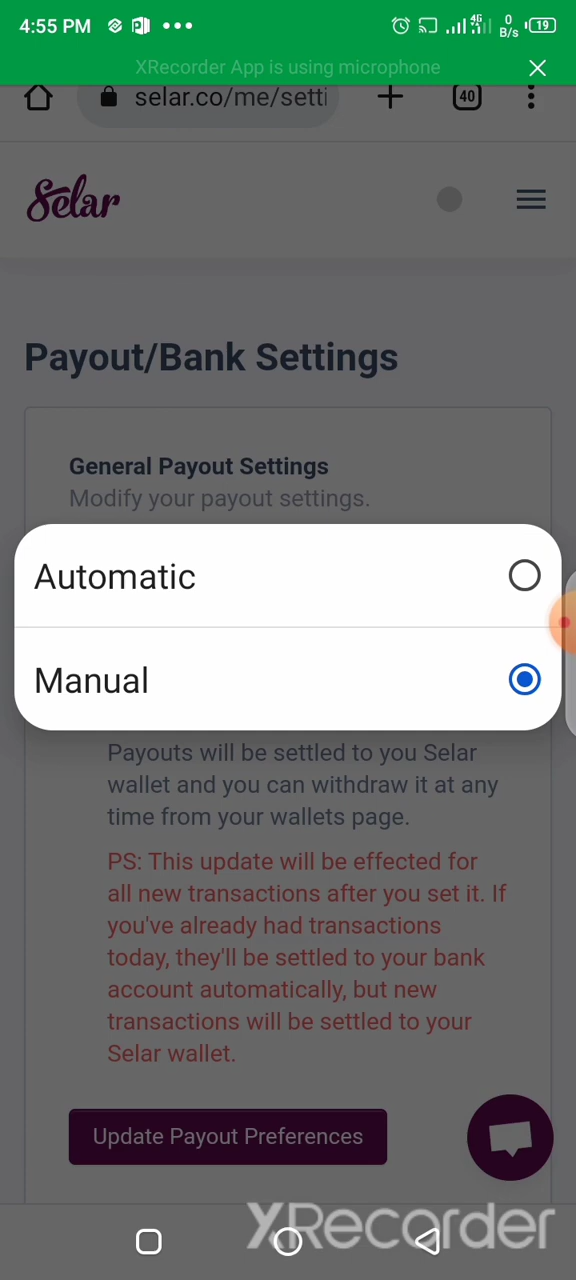 4:55 PM
4G
0
B/s
19
XRecorder App is using microphone
selar.co/me/setti
40
Selar
Payout/Bank Settings
General Payout Settings
Modify your payout settings.
Automatic
Manual
Payouts will be settled to you Selar
wallet and you can withdraw it at any
time from your wallets page.
PS: This update will be effected for
all new transactions after you set it. If
you've already had transactions
today, they'll be settled to your bank
account automatically, but new
transactions will be settled to your
Selar wallet.
Update Payout Preferences
XRecorder